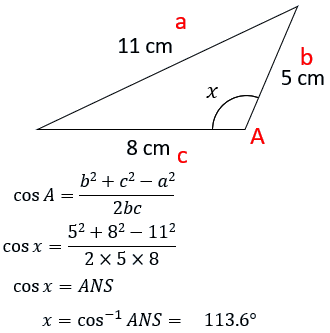 a
11 cm
b
5 cm
x
A
8 cm
c
cos A = (b² + c² − a²) / 2bc
cos x = (5² + 8² − 11²) / (2 × 5 × 8)
cos x = ANS
x = cos⁻¹ ANS = 113.6°